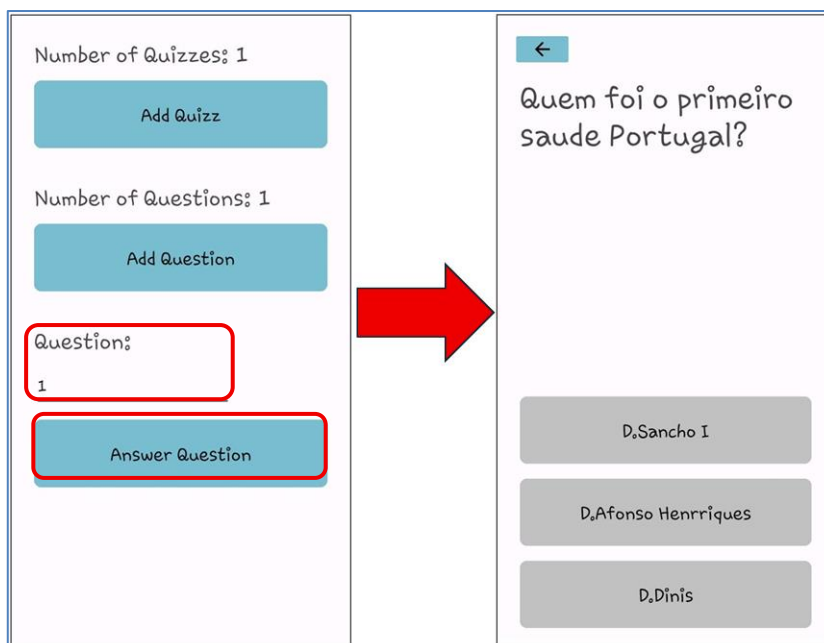 Number of Quizzes: 1
Add Quizz
Number of Questions: 1
Add Question
Question:
1
Answer Question
Quem foi o primeiro
saude Portugal?
D.Sancho I
D.Afonso Henrriques
D.Dinis